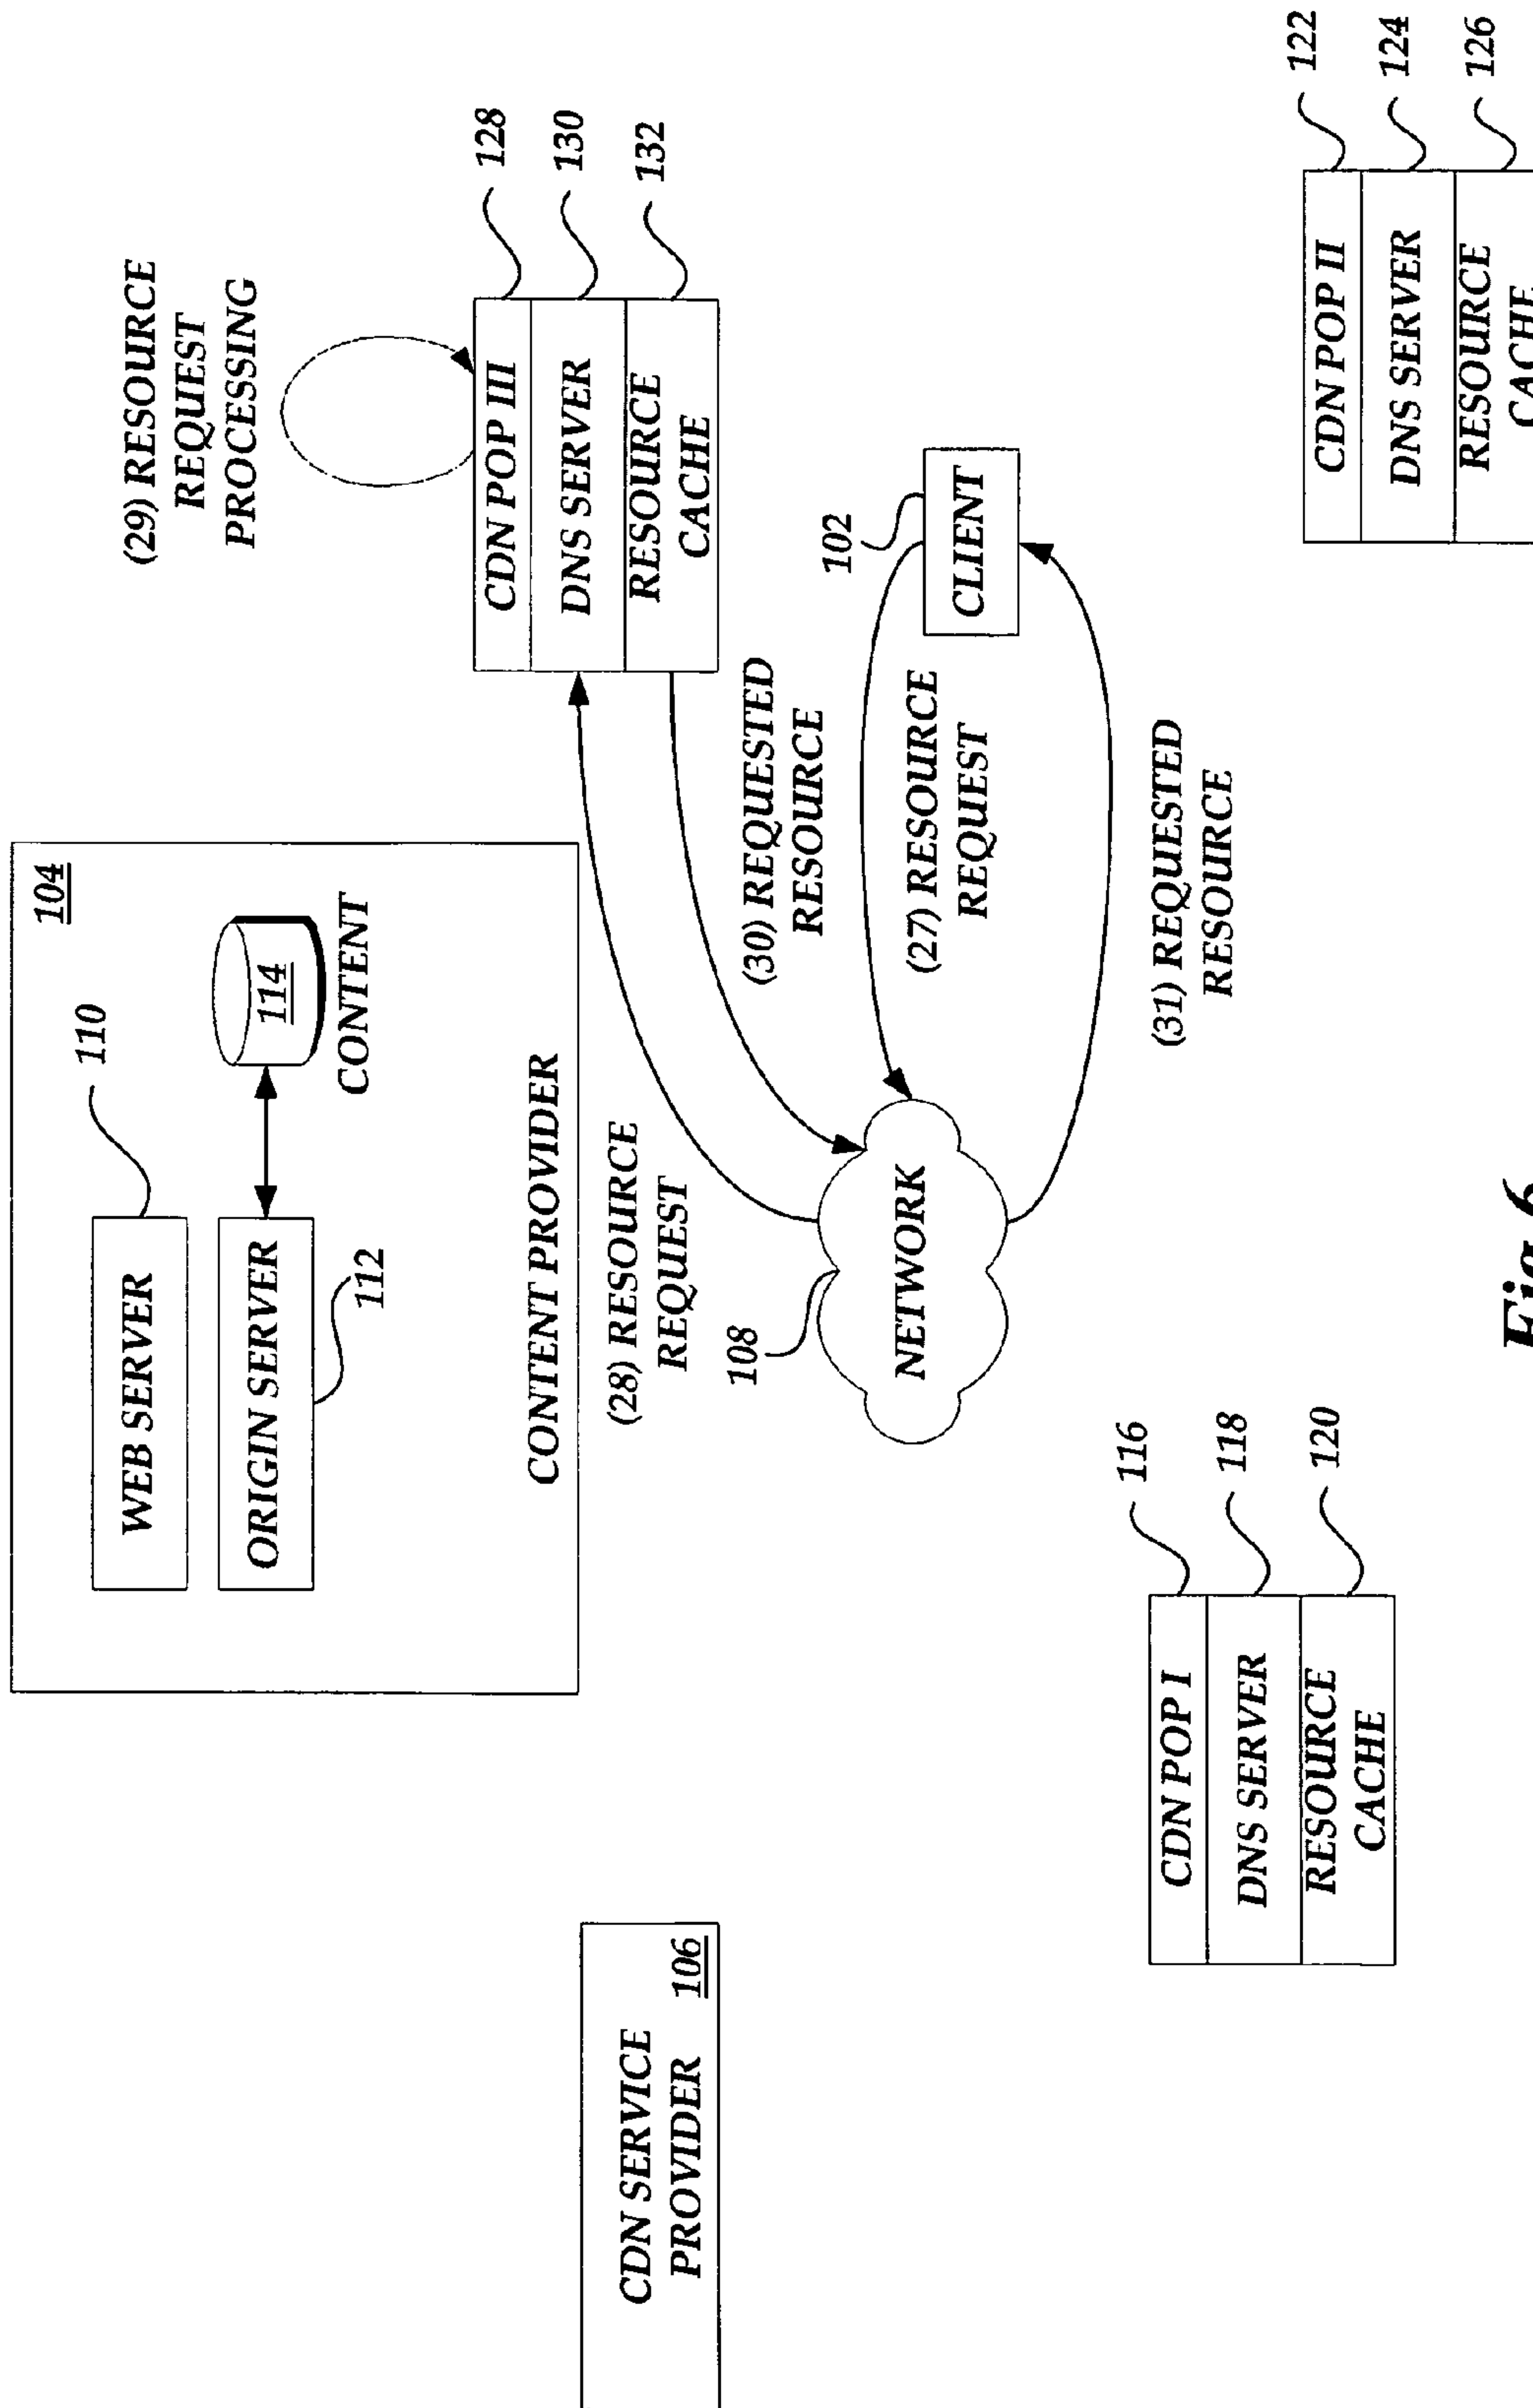 104
110
WEB SERVER
ORIGIN SERVER
112
114
CONTENT
CONTENT PROVIDER
(29) RESOURCE
REQUEST
PROCESSING
CDN POP III
128
DNS SERVER
130
RESOURCE
CACHE
132
CDN SERVICE
PROVIDER
106
(28) RESOURCE
REQUEST
(30) REQUESTED
RESOURCE
108
NETWORK
(27) RESOURCE
REQUEST
102
CLIENT
(31) REQUESTED
RESOURCE
CDN POP I
116
DNS SERVER
118
RESOURCE
CACHE
120
CDN POP II
122
DNS SERVER
124
RESOURCE
CACHE
126
Fig. 6.